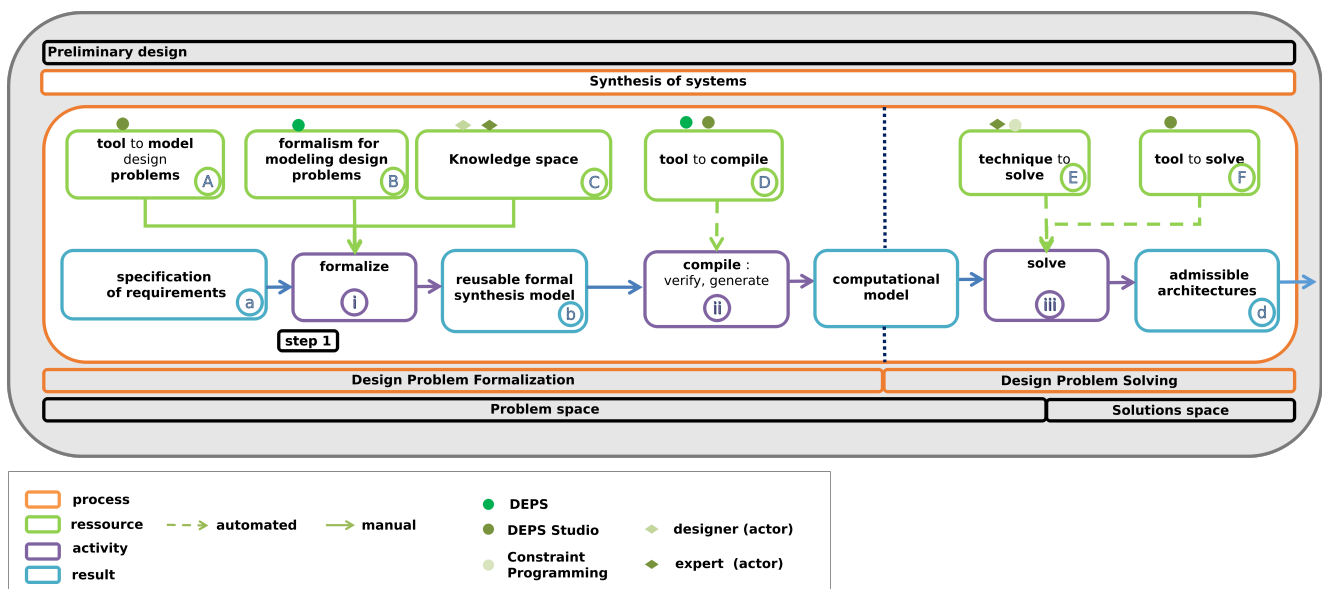 Preliminary design
Synthesis of systems
tool to model
design
problems
A
formalism for
modeling design
problems
B
Knowledge space
C
tool to compile
D
technique to
solve
E
tool to solve
F
specification
of requirements
a
formalize
i
reusable formal
synthesis model
b
compile :
verify, generate
ii
computational
model
solve
iii
admissible
architectures
d
step 1
Design Problem Formalization
Design Problem Solving
Problem space
Solutions space
process
ressource
automated
manual
activity
result
DEPS
DEPS Studio
Constraint
Programming
designer (actor)
expert (actor)